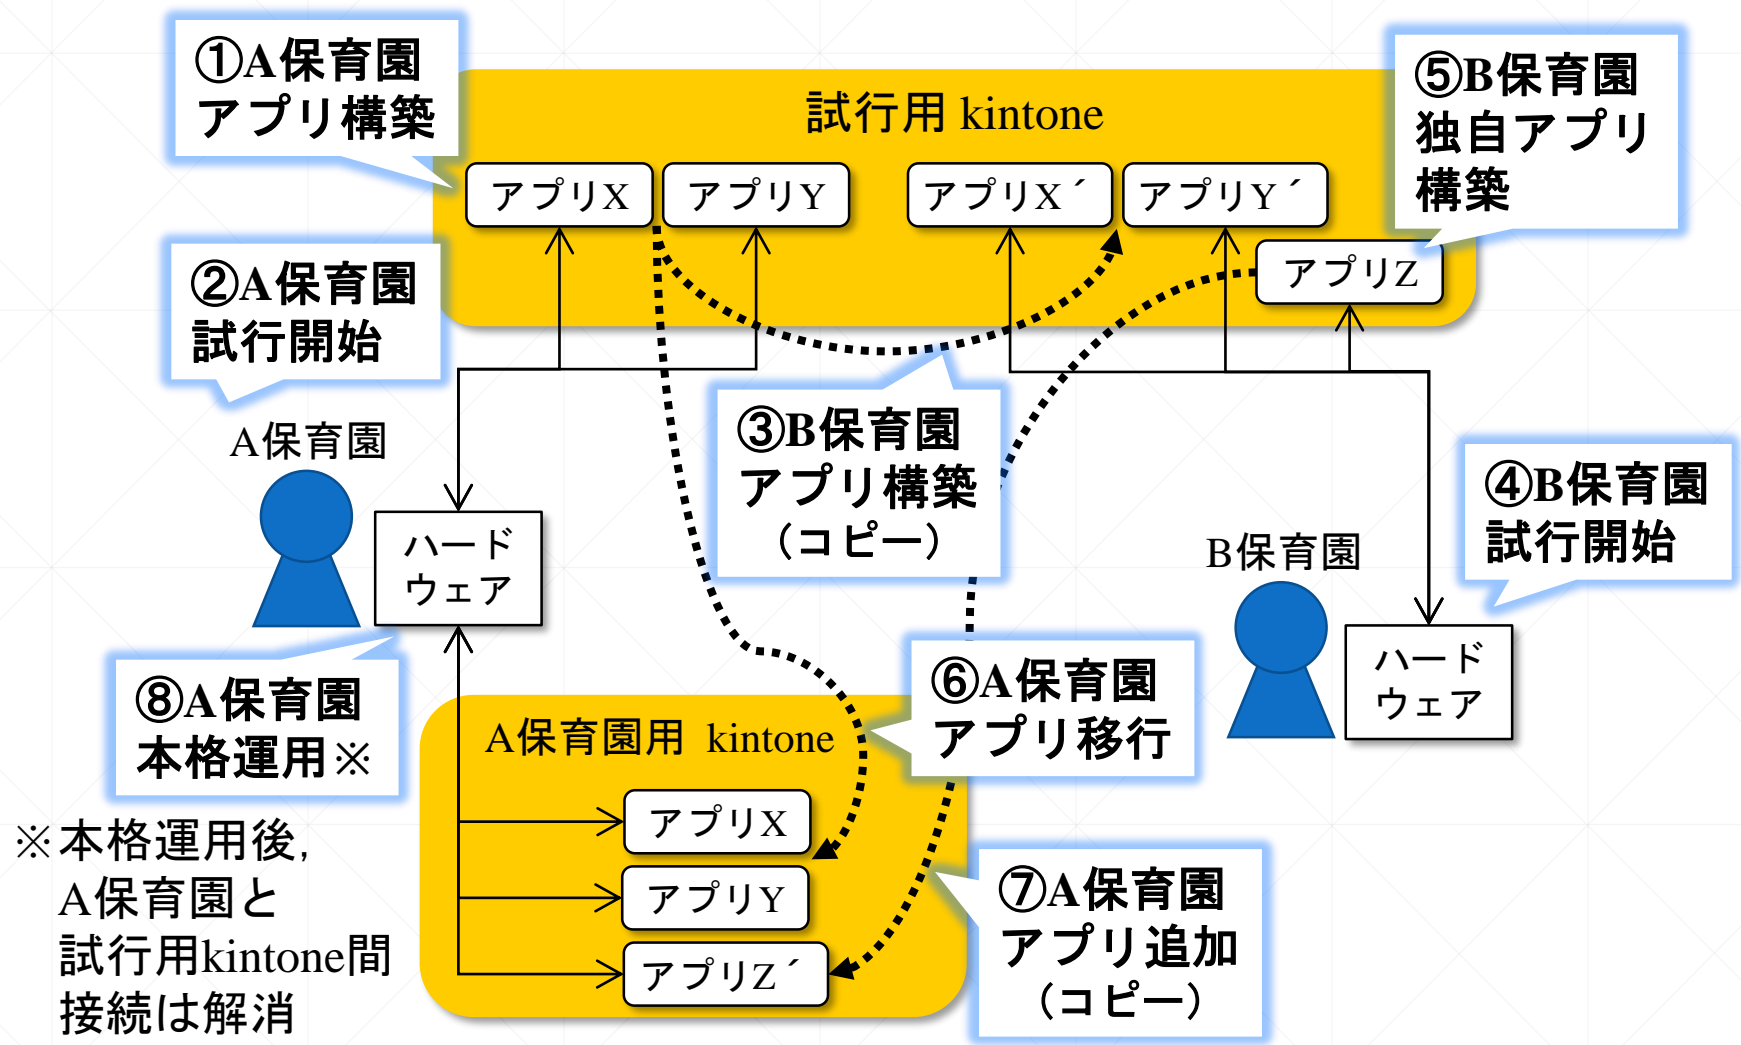 ①A保育園
アプリ構築
試行用 kintone
⑤B保育園
独自アプリ
構築
アプリX
アプリY
アプリX´
アプリY´
アプリZ
②A保育園
試行開始
③B保育園
アプリ構築
（コピー）
A保育園
ハード
ウェア
④B保育園
試行開始
B保育園
ハード
ウェア
⑥A保育園
アプリ移行
⑧A保育園
本格運用※
A保育園用 kintone
アプリX
アプリY
アプリZ´
⑦A保育園
アプリ追加
（コピー）
※本格運用後,
A保育園と
試行用kintone間
接続は解消